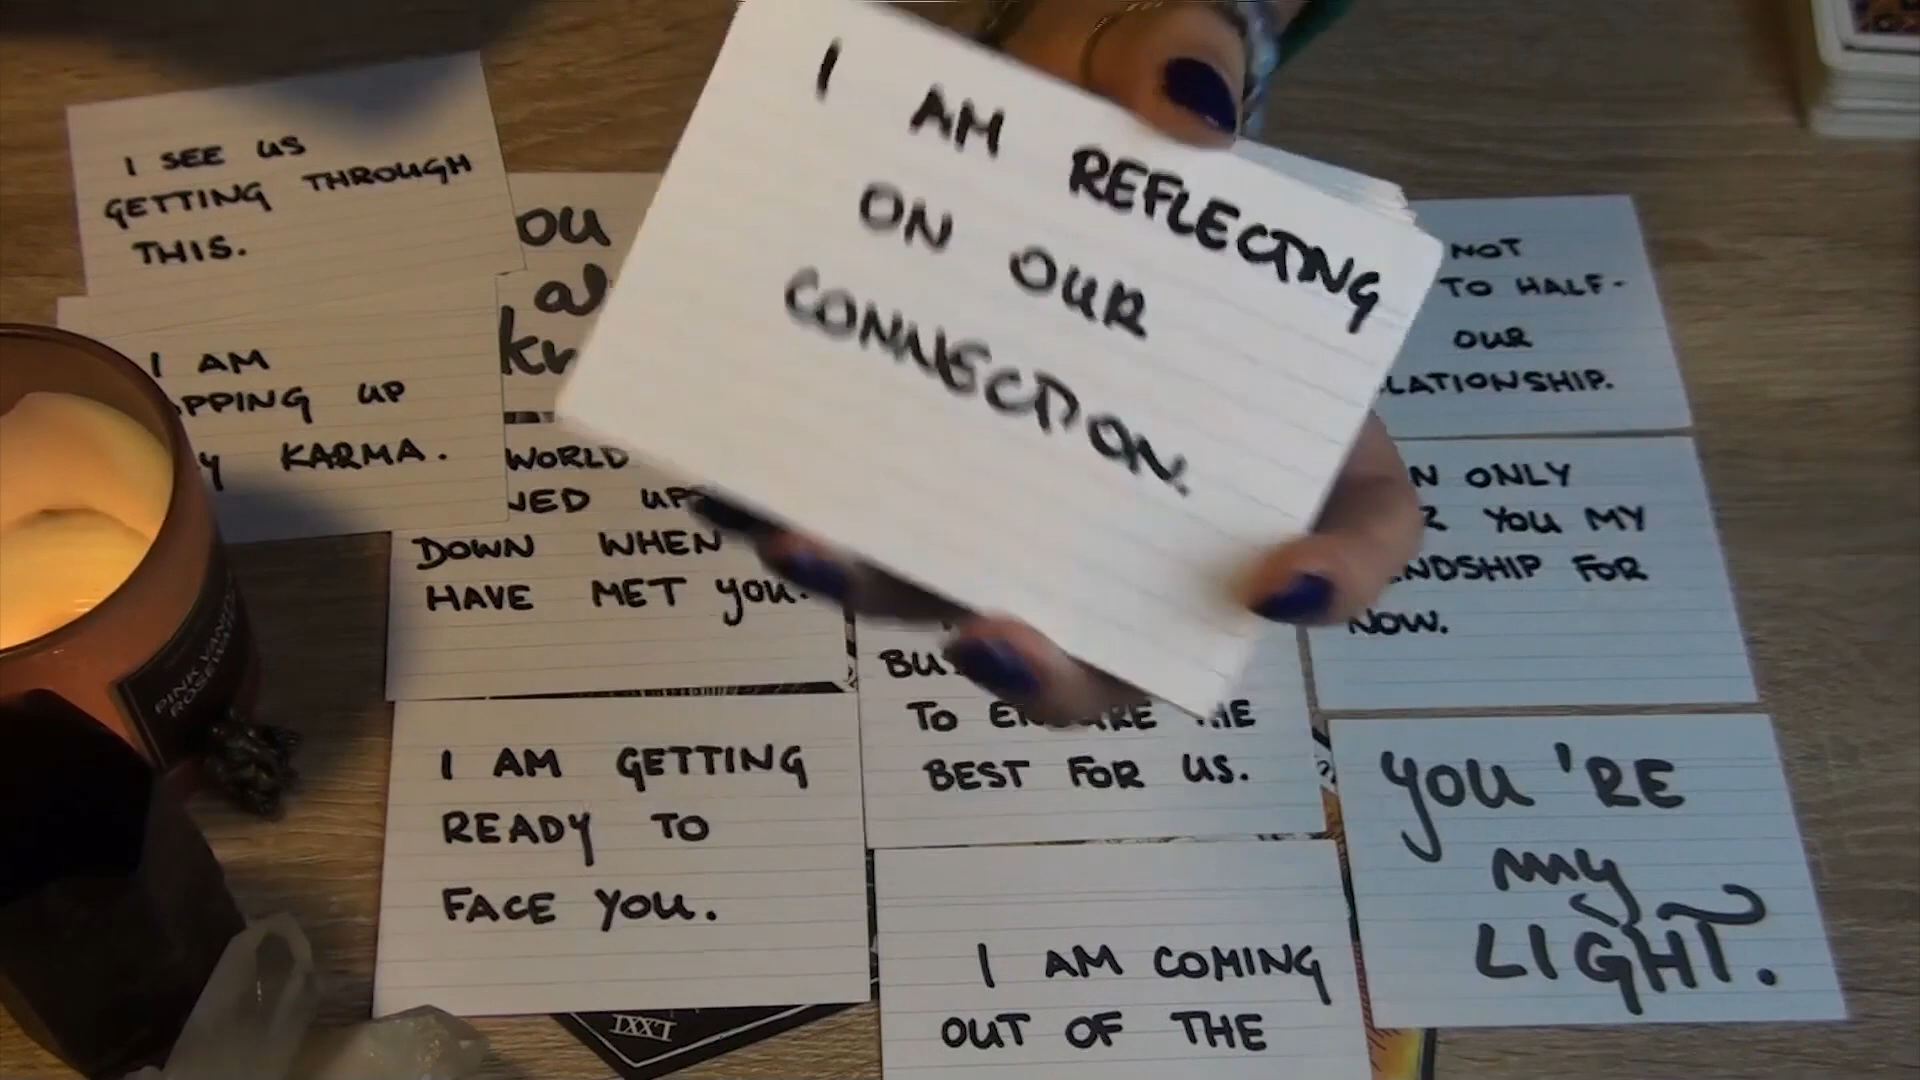 I AM REFLECTING
ON OUR
CONNECTION.
I SEE US
GETTING THROUGH
THIS.
I AM
UP
KARMA.
WORLD
DOWN WHEN
HAVE MET YOU.
I AM GETTING
READY TO
FACE YOU.
TO
BEST FOR US.
I AM COMING
OUT OF THE
NOT
TO HALF-
OUR
ONLY
YOU MY
FOR
NOW.
YOU'RE
MY
LIGHT.
PINK
LXXI